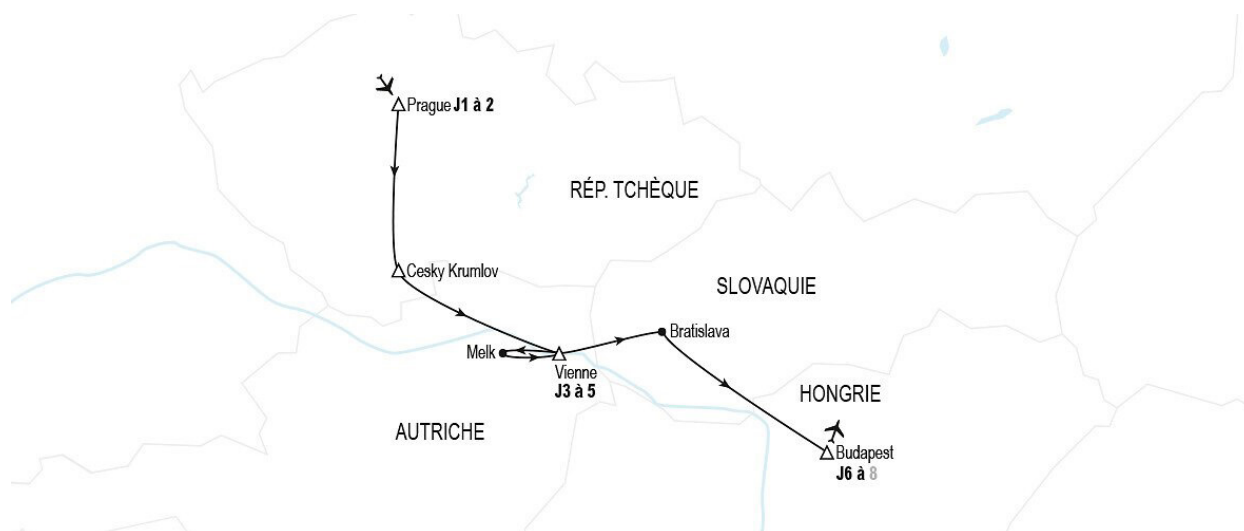 Prague J1 à 2
RÉP. TCHÈQUE
Cesky Krumlov
SLOVAQUIE
Bratislava
Melk
Vienne
J3 à 5
HONGRIE
AUTRICHE
Budapest
J6 à 8